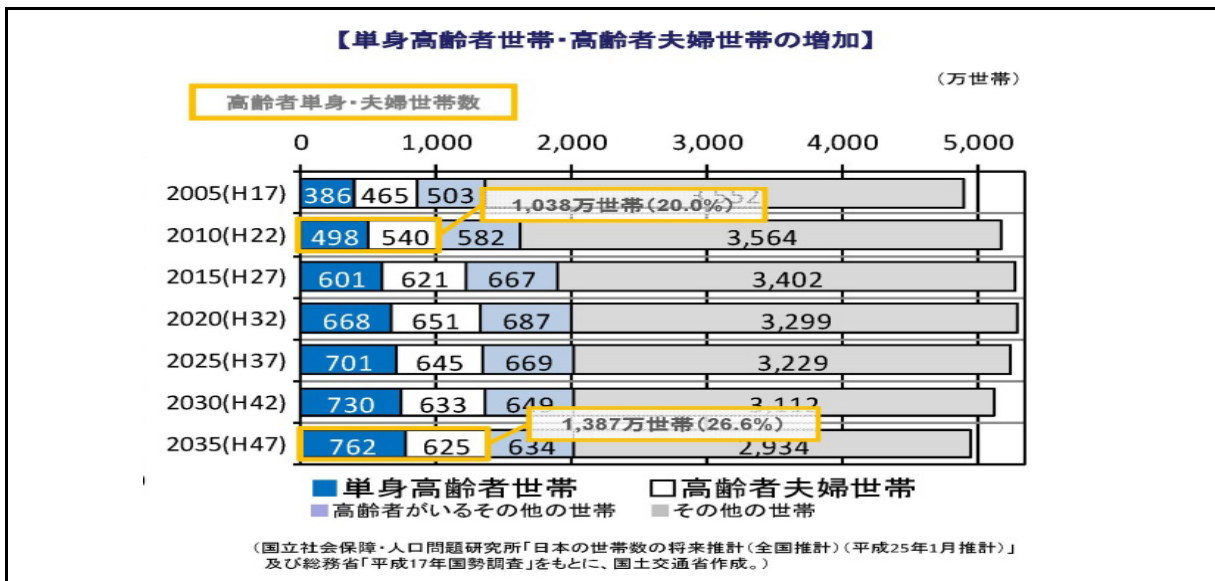 【単身高齢者世帯・高齢者夫婦世帯の増加】
(万世帯)
高齢者単身・夫婦世帯数
0 1,000 2,000 3,000 4,000 5,000
2005(H17) 386 465 503 3,552
1,038万世帯(20.0%)
2010(H22) 498 540 582 3,564
2015(H27) 601 621 667 3,402
2020(H32) 668 651 687 3,299
2025(H37) 701 645 669 3,229
2030(H42) 730 633 649 3,112
1,387万世帯(26.6%)
2035(H47) 762 625 634 2,934
単身高齢者世帯 高齢者夫婦世帯
高齢者がいるその他の世帯 その他の世帯
(国立社会保障・人口問題研究所「日本の世帯数の将来推計(全国推計)(平成25年1月推計)」
及び総務省「平成17年国勢調査」をもとに、国土交通省作成。)